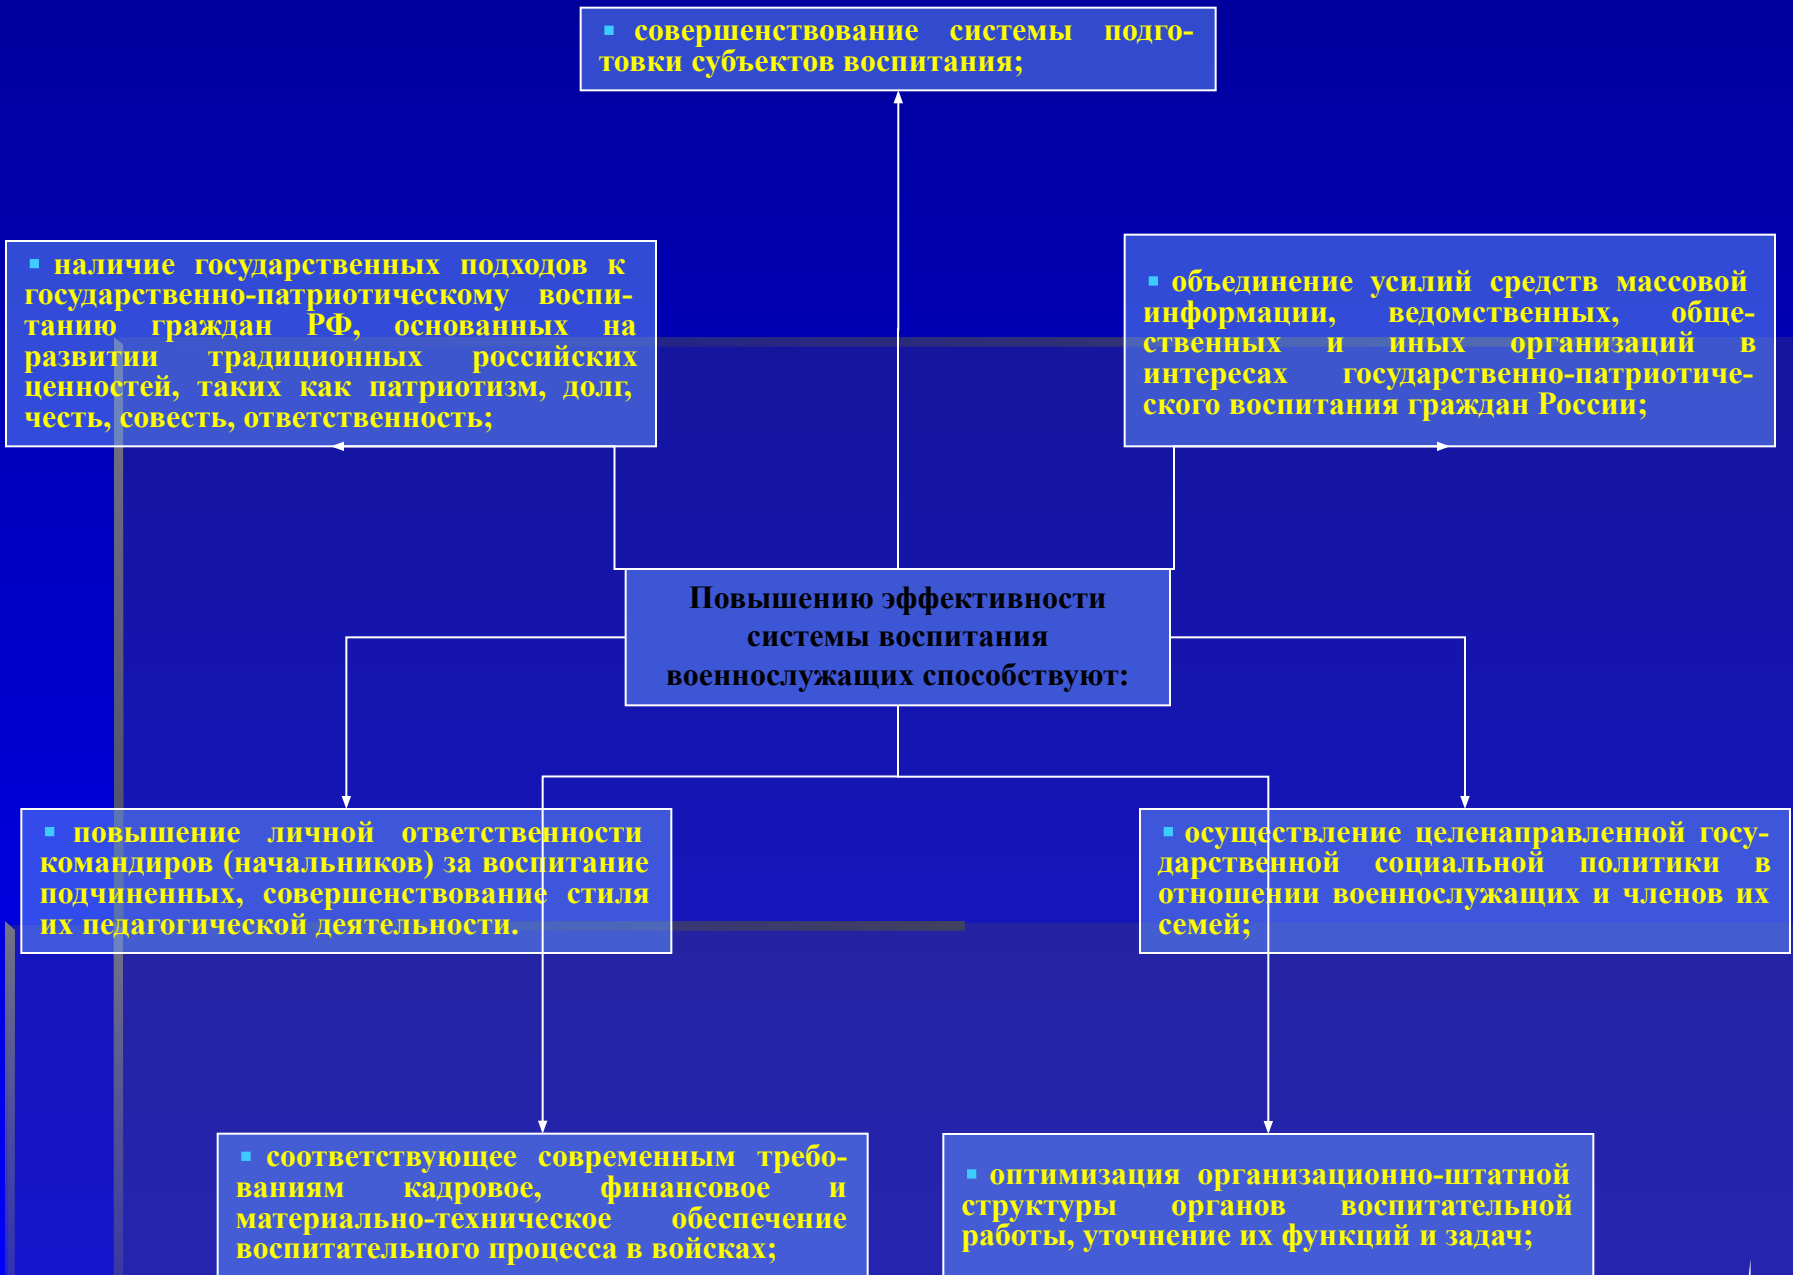 ▪ совершенствование системы подго-
товки субъектов воспитания;
▪ наличие государственных подходов к
государственно-патриотическому воспи-
танию граждан РФ, основанных на
развитии традиционных российских
ценностей, таких как патриотизм, долг,
честь, совесть, ответственность;
▪ объединение усилий средств массовой
информации, ведомственных, обще-
ственных и иных организаций в
интересах государственно-патриотиче-
ского воспитания граждан России;
Повышению эффективности
системы воспитания
военнослужащих способствуют:
▪ повышение личной ответственности
командиров (начальников) за воспитание
подчиненных, совершенствование стиля
их педагогической деятельности.
▪ осуществление целенаправленной госу-
дарственной социальной политики в
отношении военнослужащих и членов их
семей;
▪ соответствующее современным требо-
ваниям кадровое, финансовое и
материально-техническое обеспечение
воспитательного процесса в войсках;
▪ оптимизация организационно-штатной
структуры органов воспитательной
работы, уточнение их функций и задач;